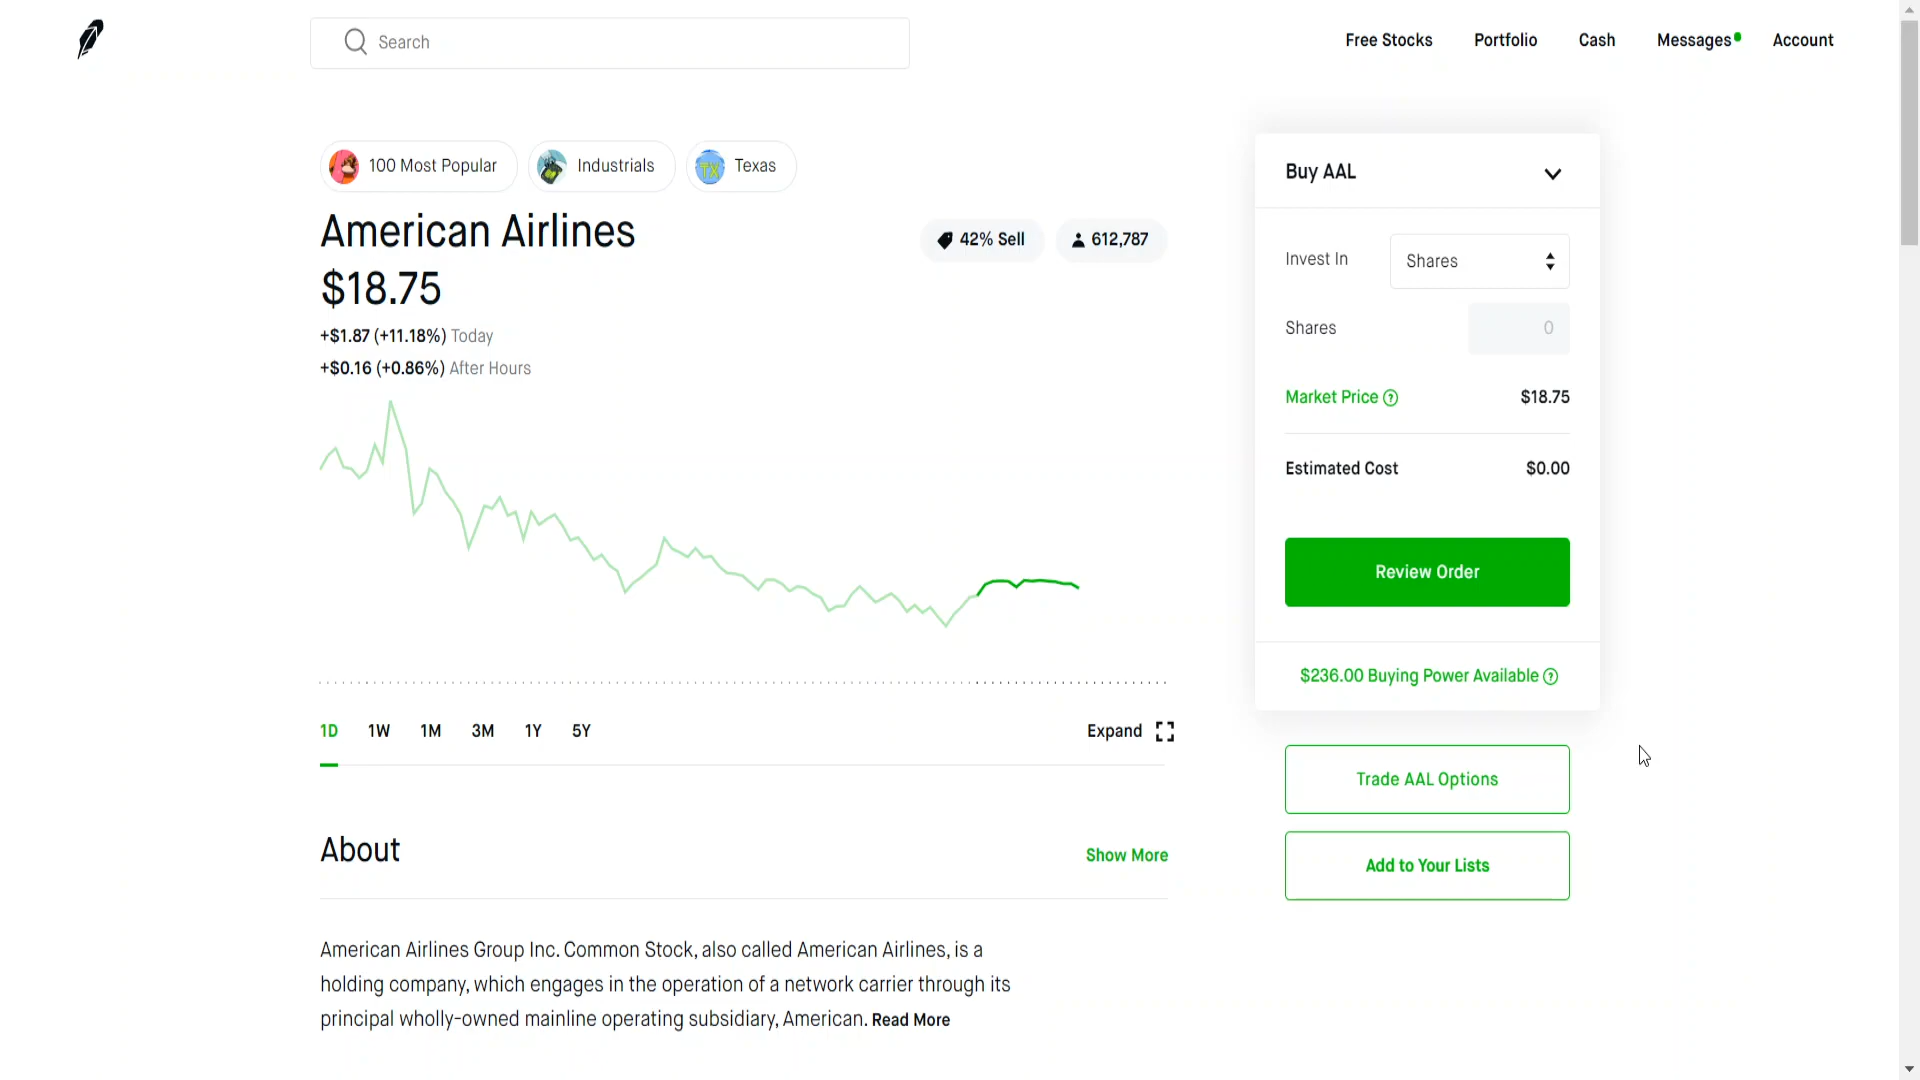 Search
Free Stocks Portfolio Cash Messages Account
100 Most Popular Industrials TX Texas
American Airlines
42% Sell 612,787
$18.75
+$1.87 (+11.18%) Today
+$0.16 (+0.86%) After Hours
1D 1W 1M 3M 1Y 5Y
Expand
About
Show More
American Airlines Group Inc. Common Stock, also called American Airlines, is a
holding company, which engages in the operation of a network carrier through its
principal wholly-owned mainline operating subsidiary, American. Read More
Buy AAL
Invest In Shares
Shares 0
Market Price ? $18.75
Estimated Cost $0.00
Review Order
$236.00 Buying Power Available ?
Trade AAL Options
Add to Your Lists